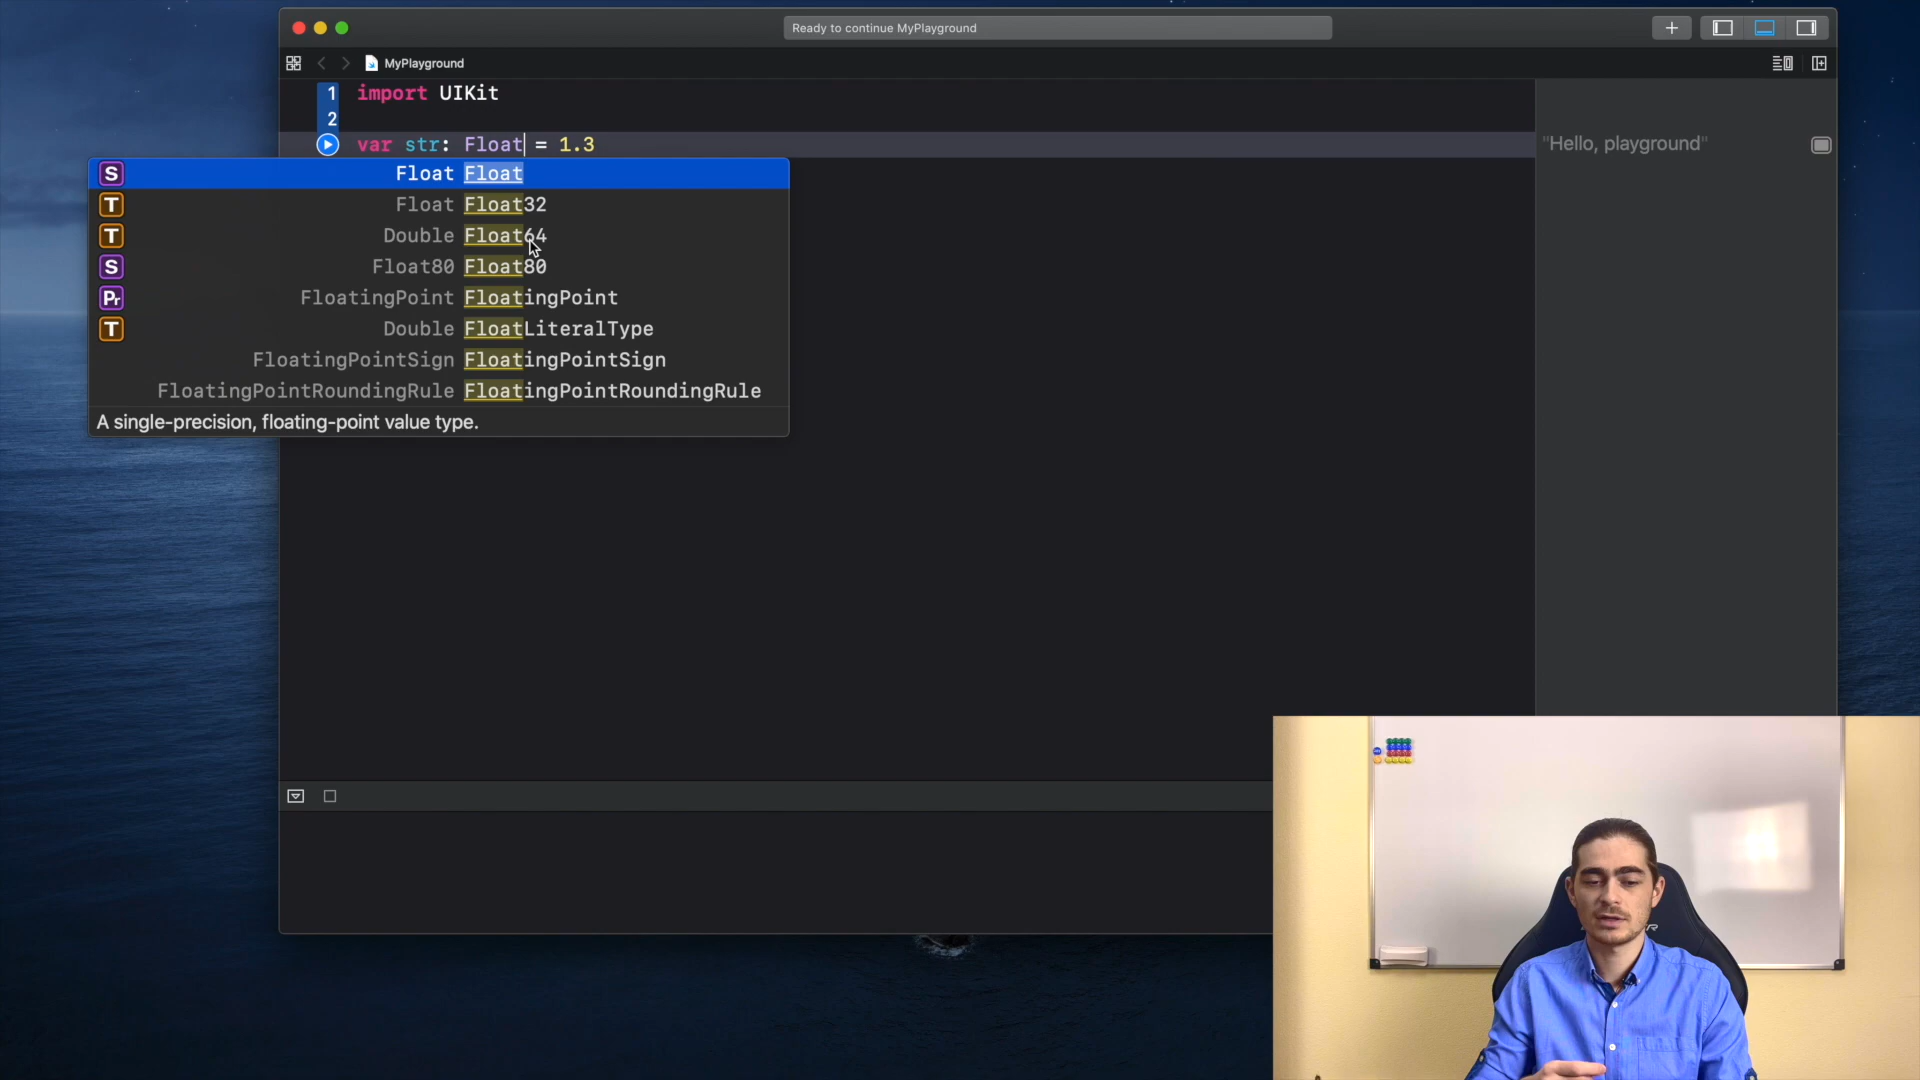 Ready to continue MyPlayground
MyPlayground
1 import UIKit
2
var str: Float = 1.3
"Hello, playground"
S Float Float
T Float Float32
T Double Float64
S Float80 Float80
Pr FloatingPoint FloatingPoint
T Double FloatLiteralType
FloatingPointSign FloatingPointSign
FloatingPointRoundingRule FloatingPointRoundingRule
A single-precision, floating-point value type.